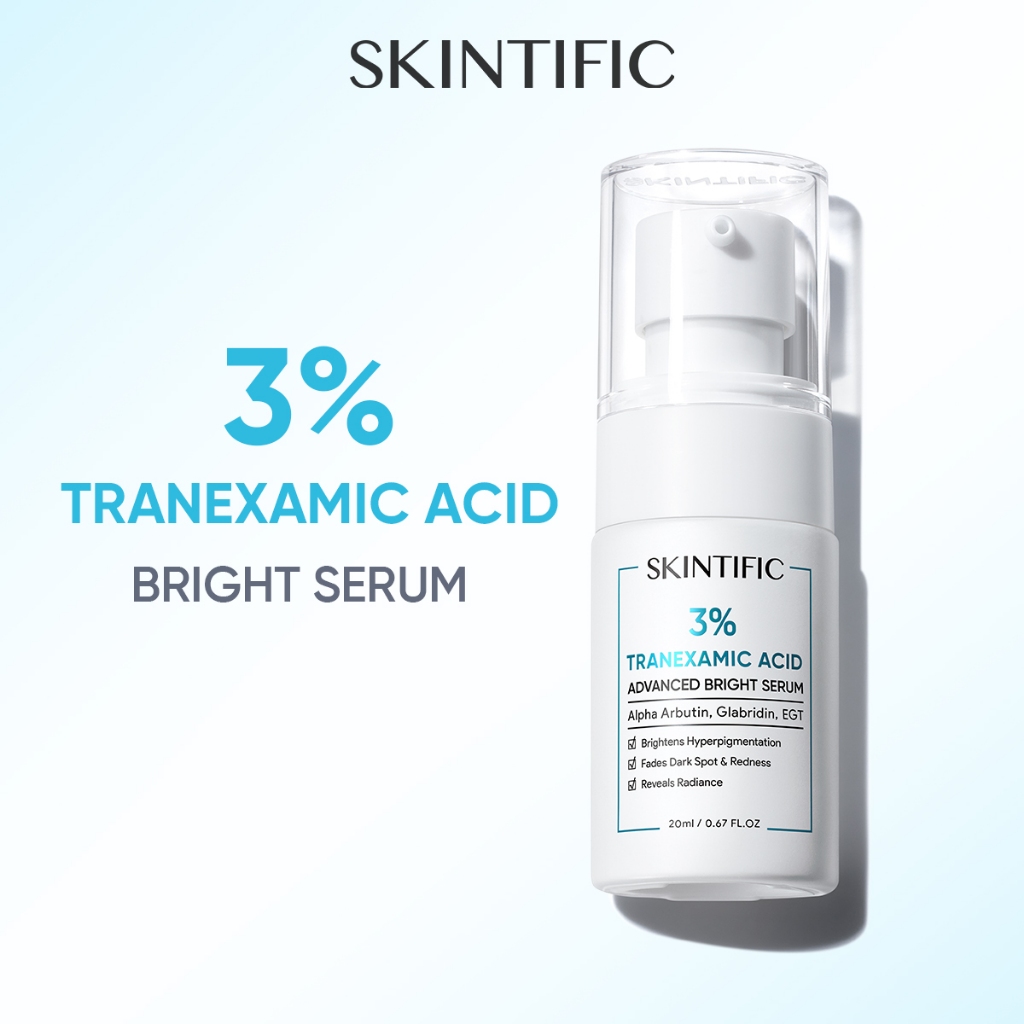 SKINTIFIC
3%
TRANEXAMIC ACID
BRIGHT SERUM
SKINTIFIC
SKINTIFIC
3%
TRANEXAMIC ACID
ADVANCED BRIGHT SERUM
Alpha Arbutin, Glabridin, EGT
Brightens Hyperpigmentation
Fades Dark Spot & Redness
Reveals Radiance
20ml / 0.67 FL.OZ